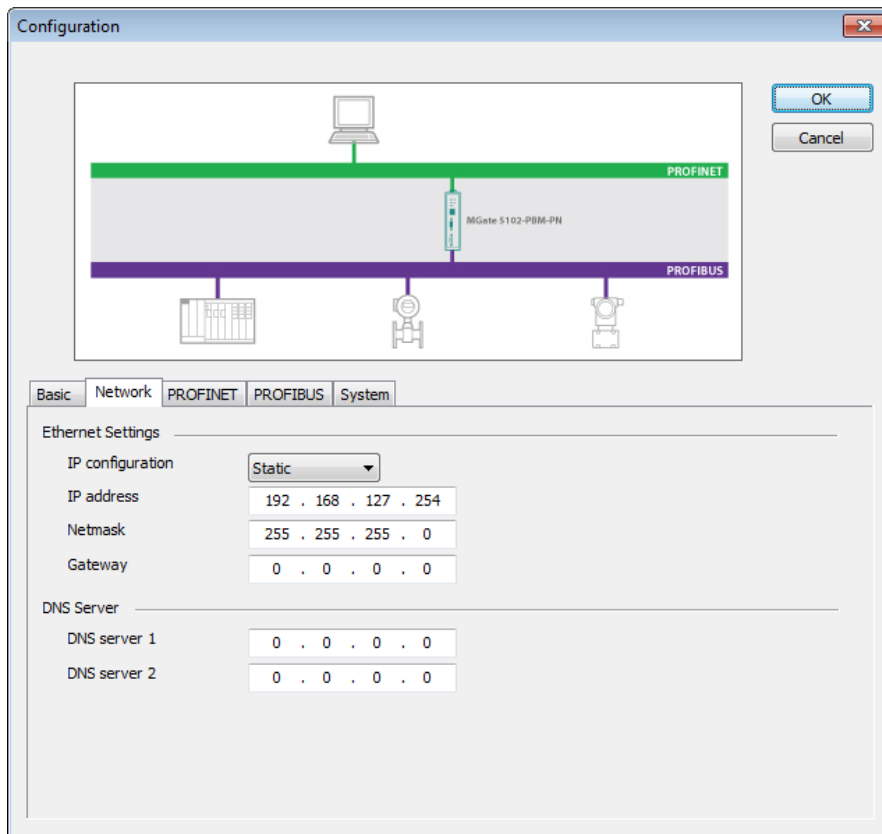 Configuration
OK
Cancel
PROFINET
MGate 5102-PBM-PN
PROFIBUS
Basic Network PROFINET PROFIBUS System
Ethernet Settings
IP configuration Static
IP address 192 . 168 . 127 . 254
Netmask 255 . 255 . 255 . 0
Gateway 0 . 0 . 0 . 0
DNS Server
DNS server 1 0 . 0 . 0 . 0
DNS server 2 0 . 0 . 0 . 0